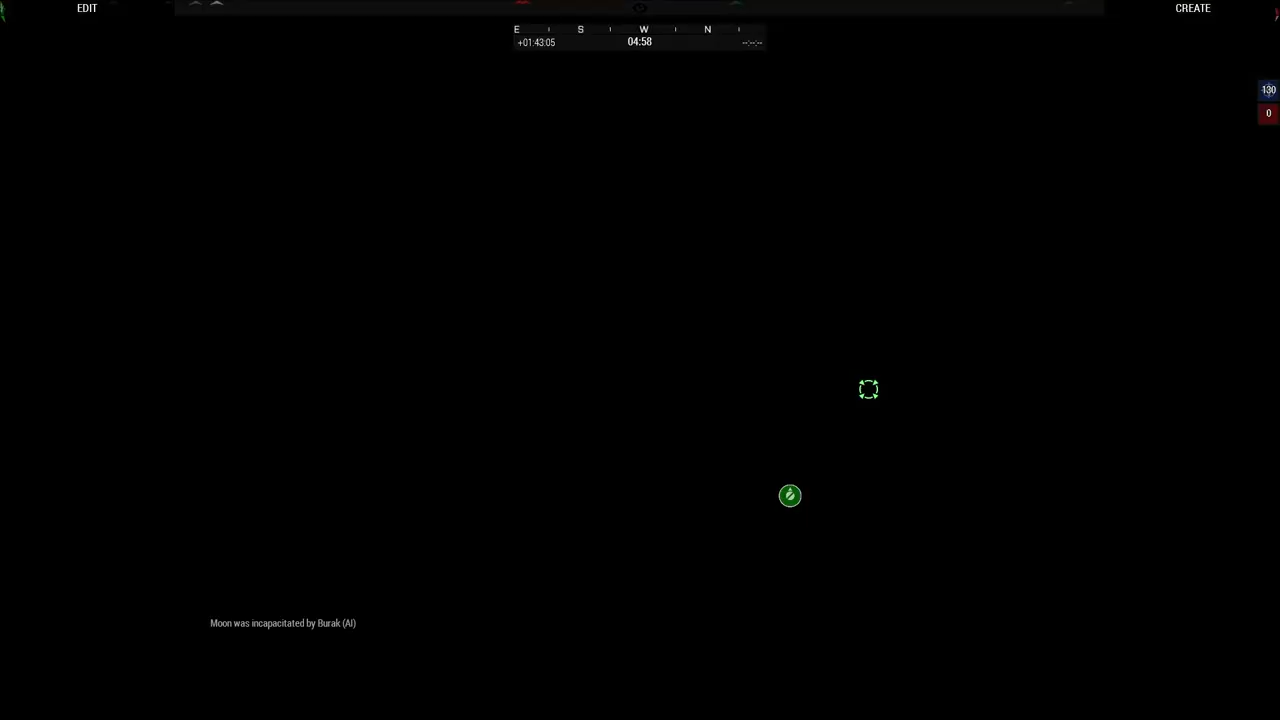 EDIT
CREATE
E S W N
+01:43:05 04:58 --:--:--
130
0
Moon was incapacitated by Burak (AI)